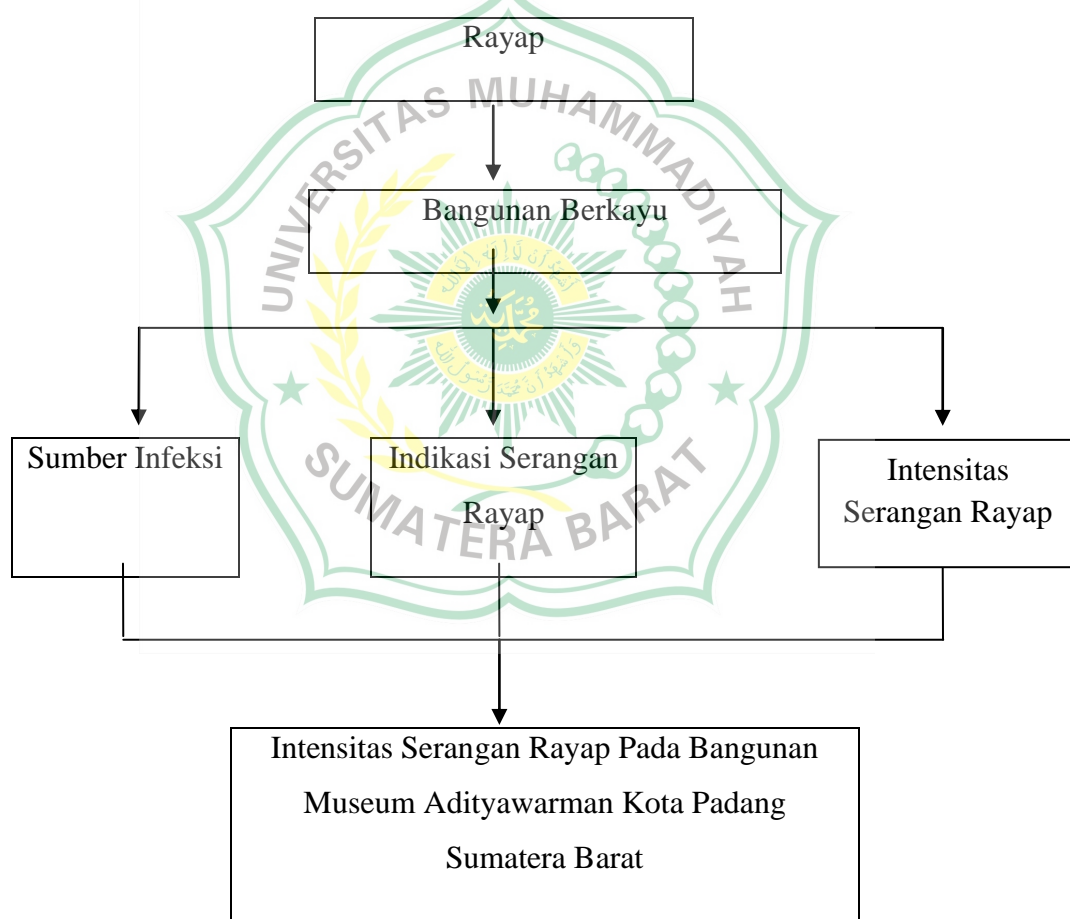 Rayap
UNIVERSITAS MUHAMMADIYAH
Bangunan Berkayu
Sumber Infeksi
Indikasi Serangan
Rayap
Intensitas
Serangan Rayap
SUMATERA BARAT
Intensitas Serangan Rayap Pada Bangunan
Museum Adityawarman Kota Padang
Sumatera Barat